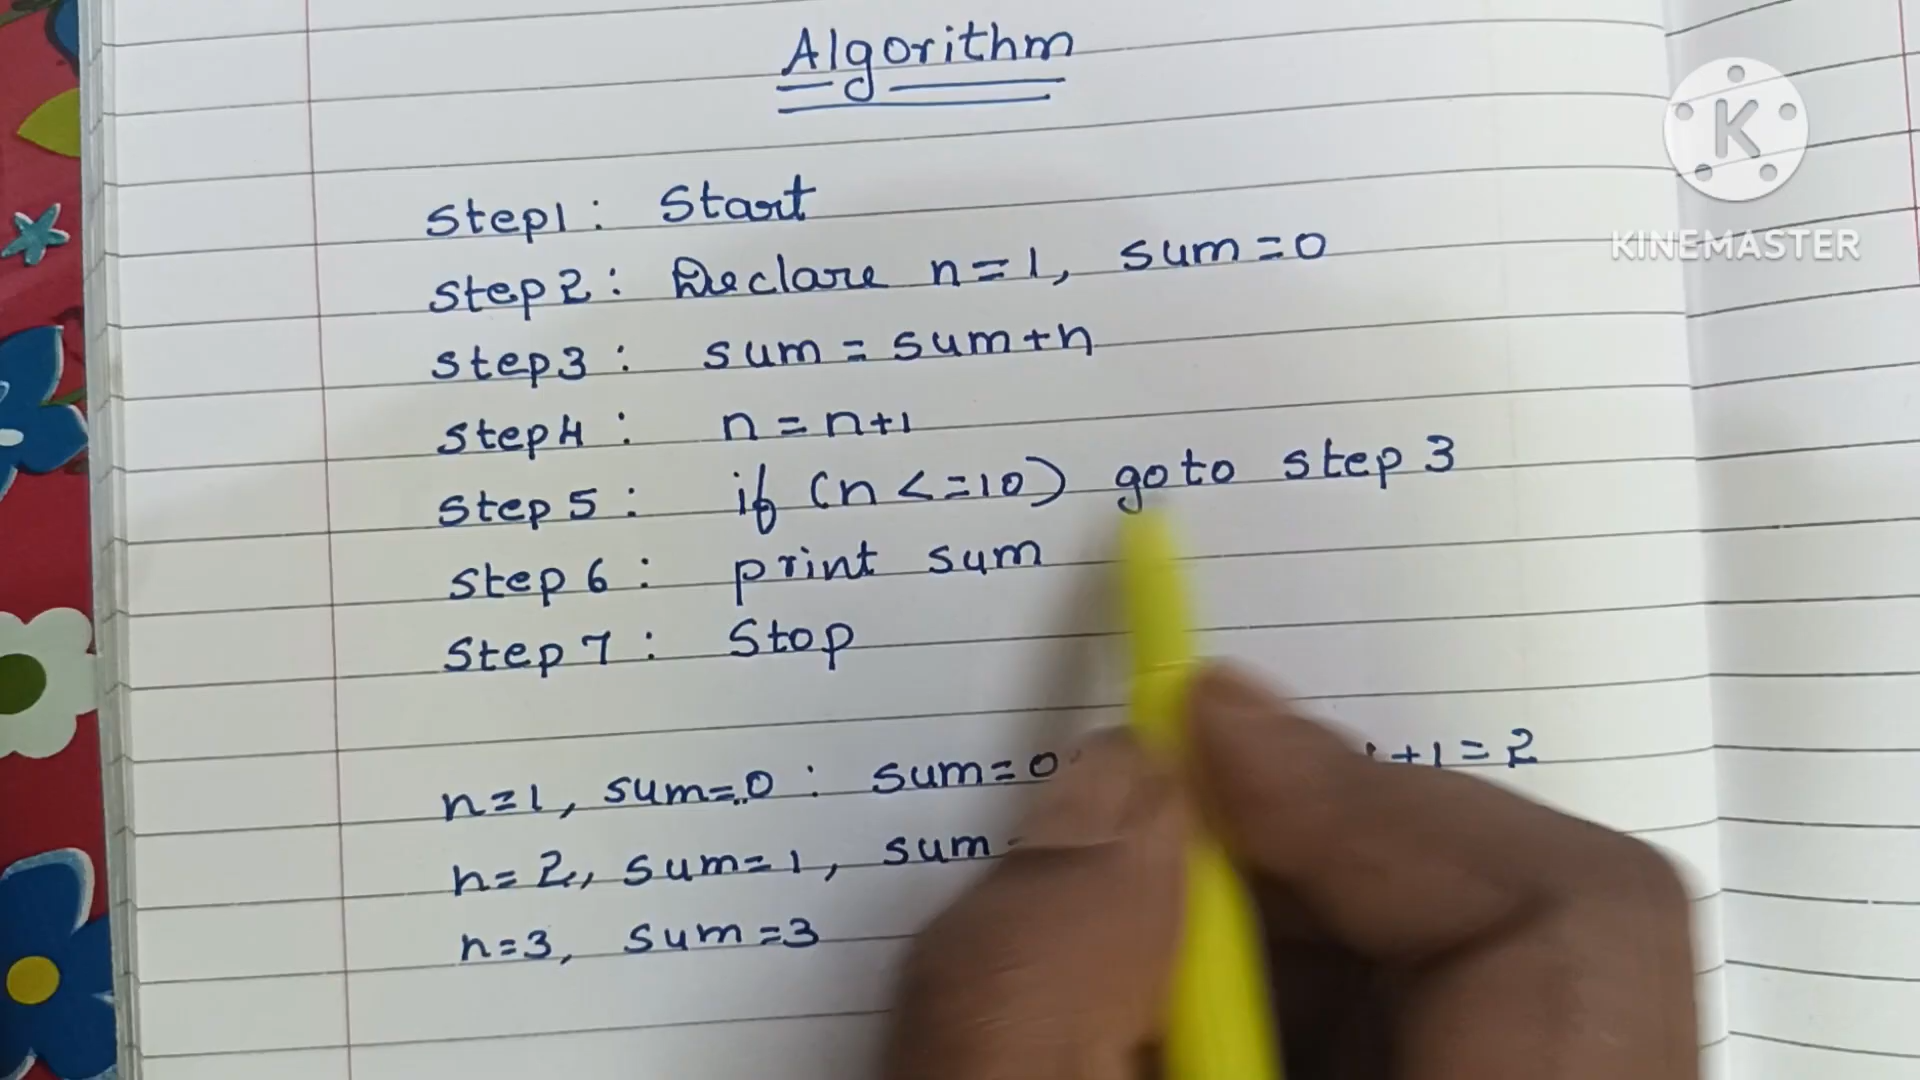 Algorithm
Step1: Start
Step2: Declare n=1, sum=0
Step3: sum=sum+n
Step4: n=n+1
Step5: if (n<=10) goto step 3
Step6: print sum
Step7: Stop
n=1, sum=0: sum=0 +1=2
n=2, sum=1, sum
n=3, sum=3
K
KINEMASTER